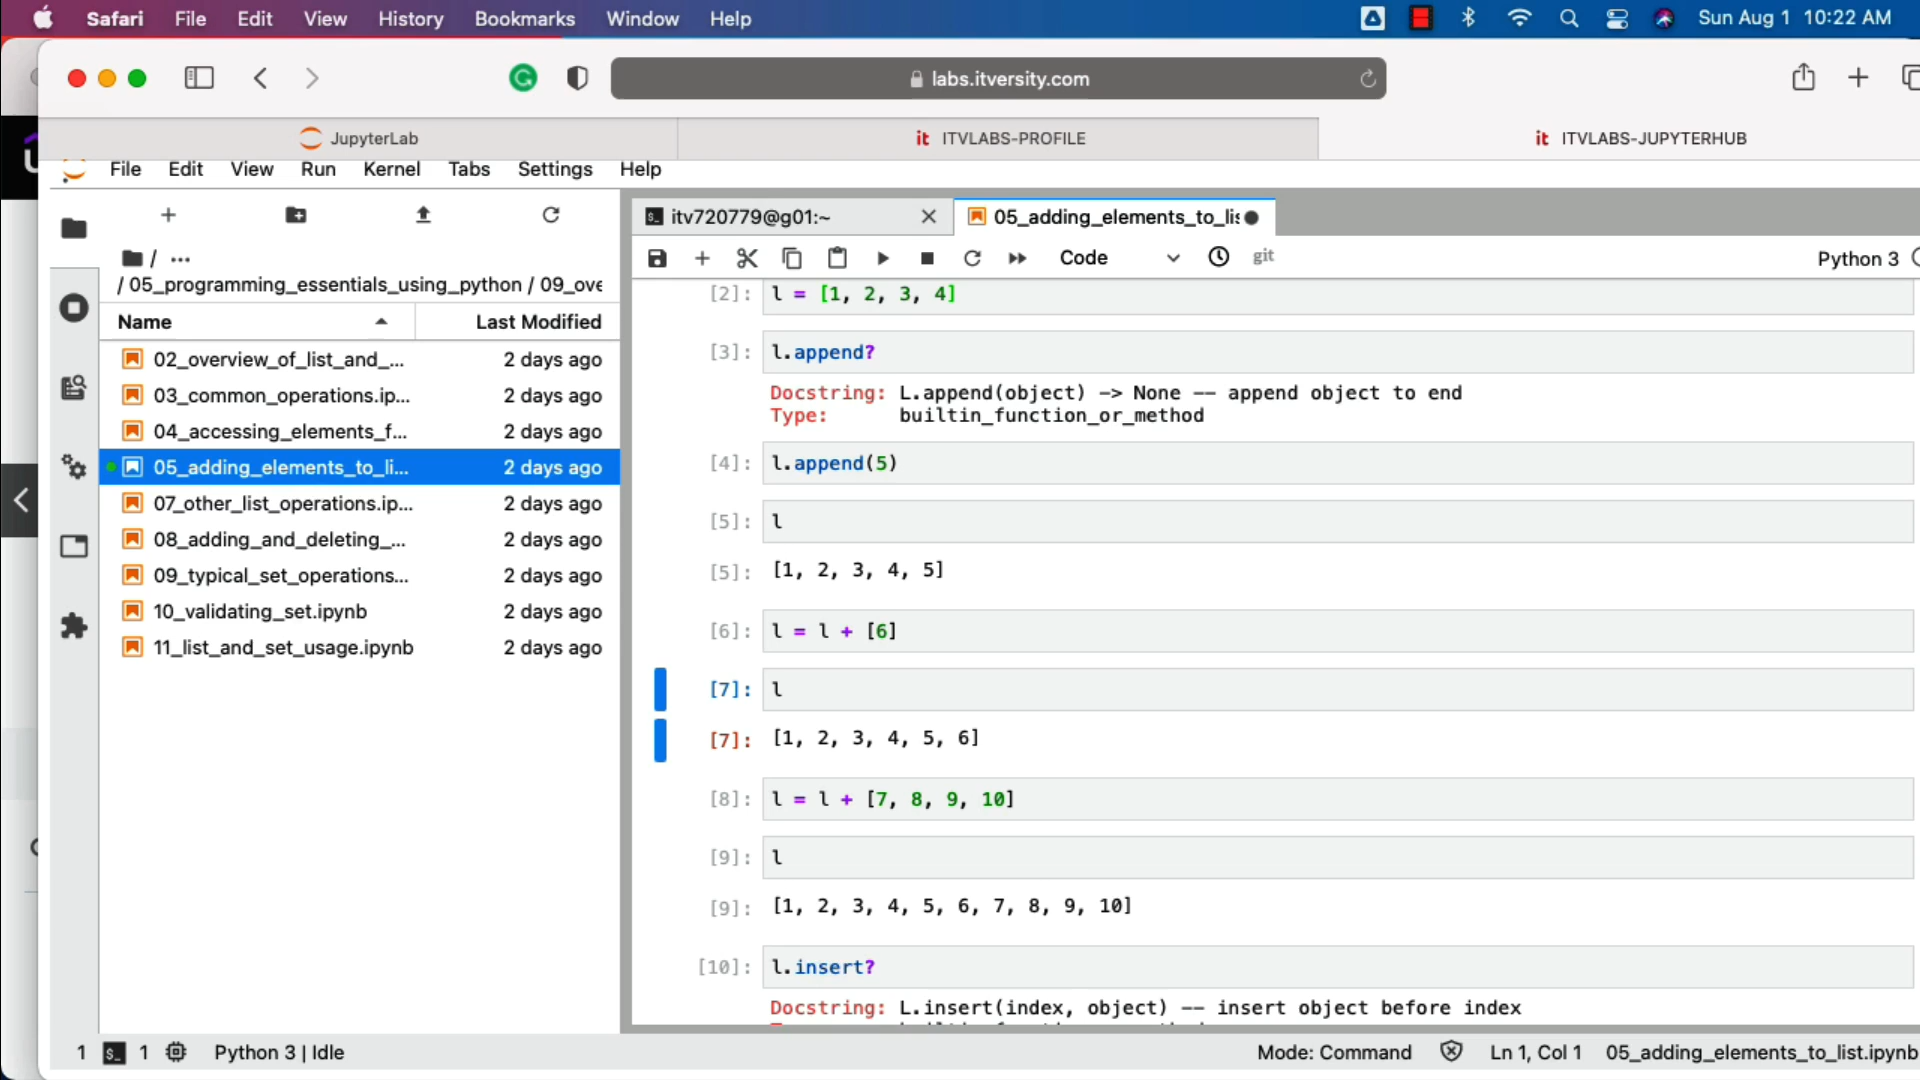 Safari File Edit View History Bookmarks Window Help Sun Aug 1 10:22 AM
labs.itversity.com
JupyterLab it ITVLABS-PROFILE it ITVLABS-JUPYTERHUB
File Edit View Run Kernel Tabs Settings Help
itv720779@g01:~ 05_adding_elements_to_lis
/ ...
Code git Python 3
/ 05_programming_essentials_using_python / 09_ove
Name Last Modified
02_overview_of_list_and_... 2 days ago
03_common_operations.ip... 2 days ago
04_accessing_elements_f... 2 days ago
05_adding_elements_to_li... 2 days ago
07_other_list_operations.ip... 2 days ago
08_adding_and_deleting_... 2 days ago
09_typical_set_operations... 2 days ago
10_validating_set.ipynb 2 days ago
11_list_and_set_usage.ipynb 2 days ago
[2]: l = [1, 2, 3, 4]
[3]: l.append?
Docstring: L.append(object) -> None -- append object to end
Type: builtin_function_or_method
[4]: l.append(5)
[5]: l
[5]: [1, 2, 3, 4, 5]
[6]: l = l + [6]
[7]: l
[7]: [1, 2, 3, 4, 5, 6]
[8]: l = l + [7, 8, 9, 10]
[9]: l
[9]: [1, 2, 3, 4, 5, 6, 7, 8, 9, 10]
[10]: l.insert?
Docstring: L.insert(index, object) -- insert object before index
1 $_ 1 Python 3 | Idle Mode: Command Ln 1, Col 1 05_adding_elements_to_list.ipynb